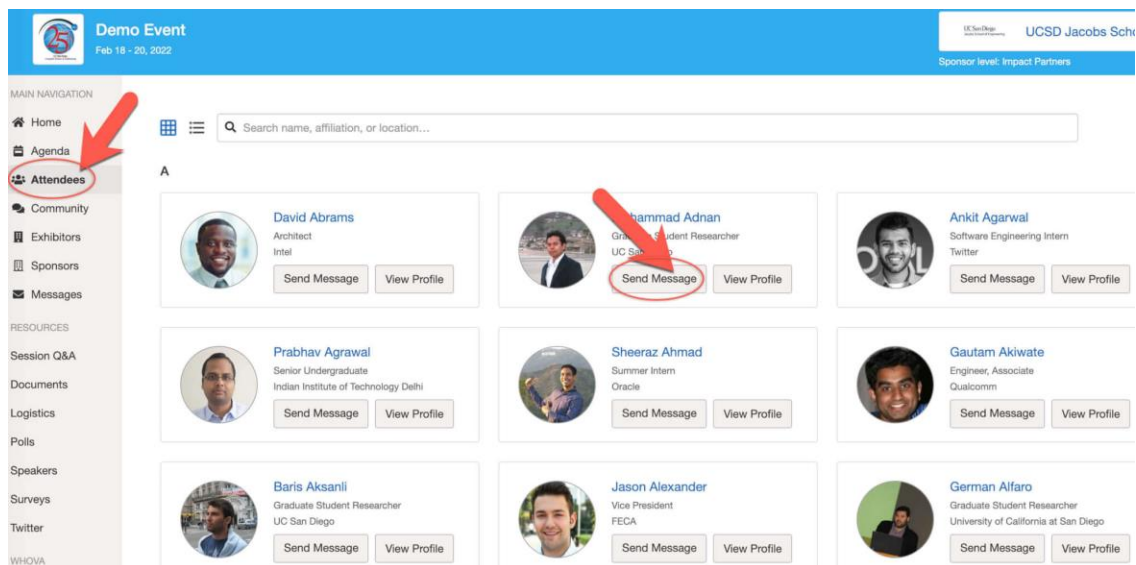 25
Demo Event
Feb 18 - 20, 2022
UC San Diego
UCSD Jacobs Scho
Sponsor level: Impact Partners
MAIN NAVIGATION
Home
Agenda
Attendees
Community
Exhibitors
Sponsors
Messages
RESOURCES
Session Q&A
Documents
Logistics
Polls
Speakers
Surveys
Twitter
WHOVA
Search name, affiliation, or location...
A
David Abrams
Architect
Intel
Send Message View Profile
hammad Adnan
Gra Student Researcher
UC Sa
Send Message View Profile
Ankit Agarwal
Software Engineering Intern
Twitter
Send Message View Profile
Prabhav Agrawal
Senior Undergraduate
Indian Institute of Technology Delhi
Send Message View Profile
Sheeraz Ahmad
Summer Intern
Oracle
Send Message View Profile
Gautam Akiwate
Engineer, Associate
Qualcomm
Send Message View Profile
Baris Aksanli
Graduate Student Researcher
UC San Diego
Send Message View Profile
Jason Alexander
Vice President
FECA
Send Message View Profile
German Alfaro
Graduate Student Researcher
University of California at San Diego
Send Message View Profile